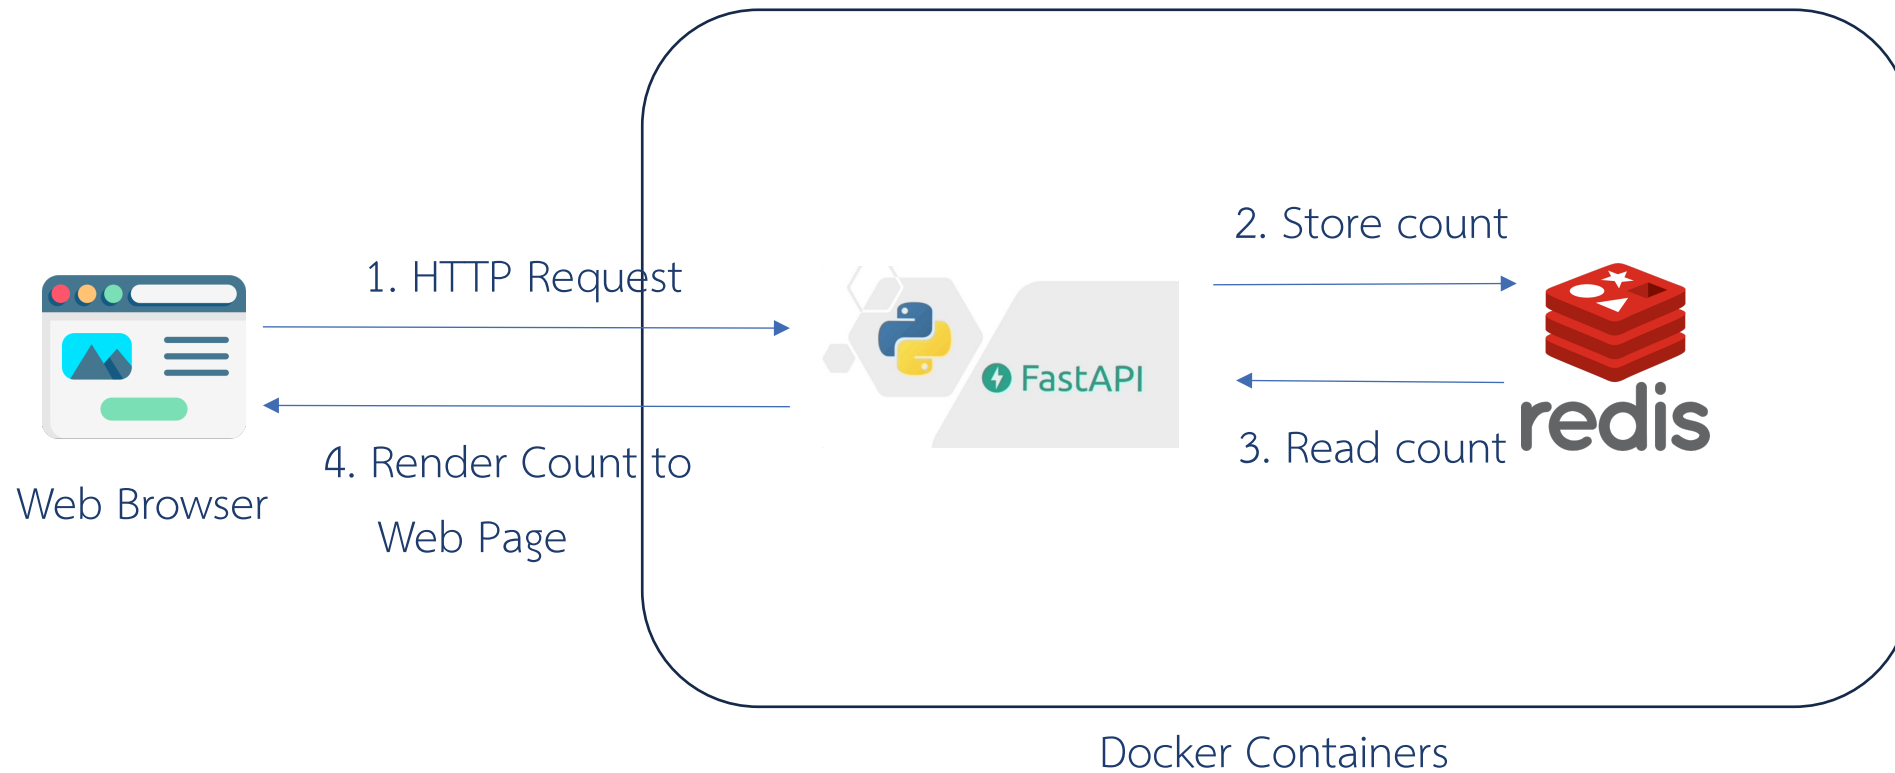 1. HTTP Request
2. Store count
FastAPI
redis
3. Read count
4. Render Count to
Web Page
Web Browser
Docker Containers